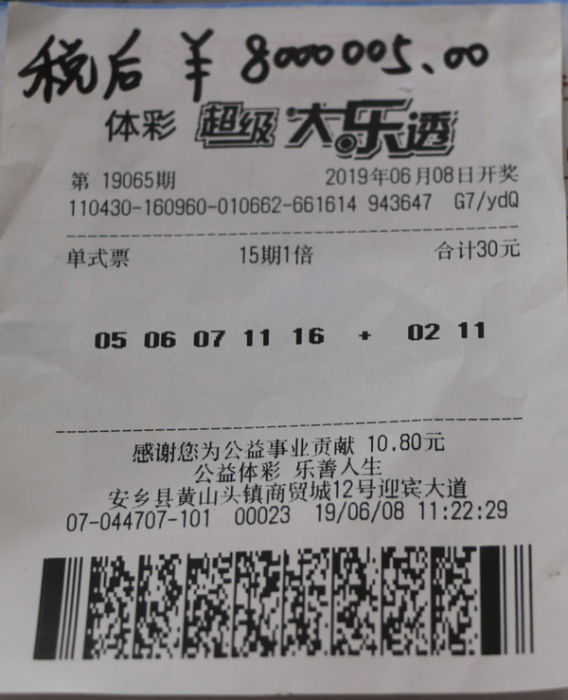 税后 ¥ 8000005.00
体彩 超级大乐透
第 19065期 2019年06月08日开奖
110430-160960-010662-661614 943647 G7/ydQ
单式票 15期1倍 合计30元
05 06 07 11 16 + 02 11
感谢您为公益事业贡献 10.80元
公益体彩 乐善人生
安乡县黄山头镇商贸城12号迎宾大道
07-044707-101 00023 19/06/08 11:22:29